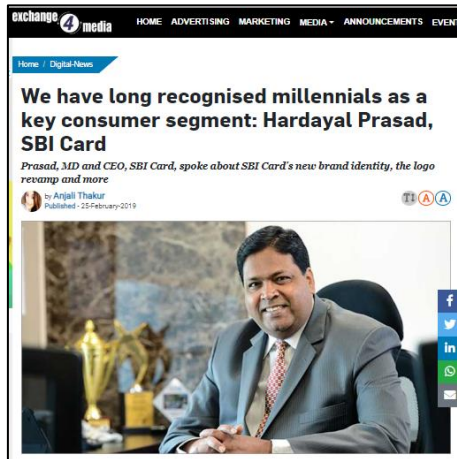 exchange 4 media
HOME ADVERTISING MARKETING MEDIA ANNOUNCEMENTS EVEN
Home / Digital-News
We have long recognised millennials as a
key consumer segment: Hardayal Prasad,
SBI Card
Prasad, MD and CEO, SBI Card, spoke about SBI Card's new brand identity, the logo
revamp and more
by Anjali Thakur
Published - 25-February-2019
TI A A